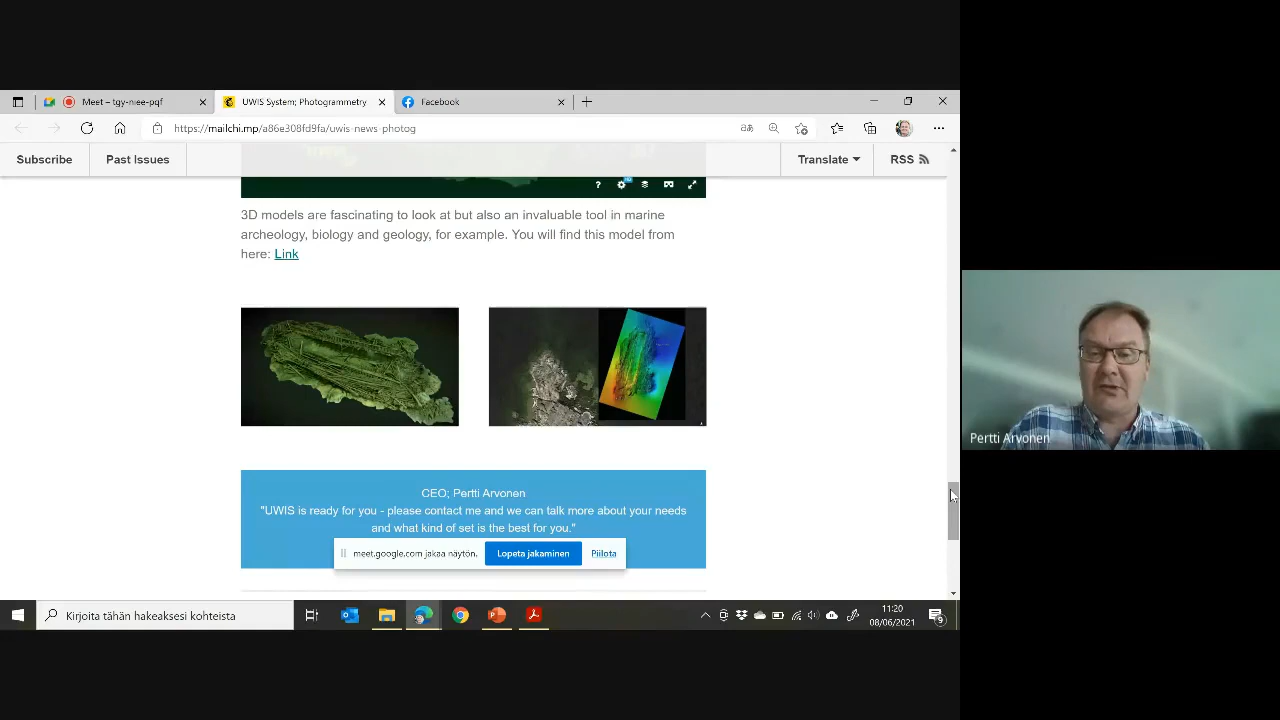 Meet – tgy-niee-pqf
UWIS System; Photogrammetry
Facebook
https://mailchi.mp/a86e308fd9fa/uwis-news-photog
Subscribe
Past Issues
Translate
RSS
3D models are fascinating to look at but also an invaluable tool in marine
archeology, biology and geology, for example. You will find this model from
here: Link
CEO; Pertti Arvonen
"UWIS is ready for you - please contact me and we can talk more about your needs
and what kind of set is the best for you."
meet.google.com jakaa näytön.
Lopeta jakaminen
Piilota
Pertti Arvonen
Kirjoita tähän hakeaksesi kohteista
11:20
08/06/2021
9